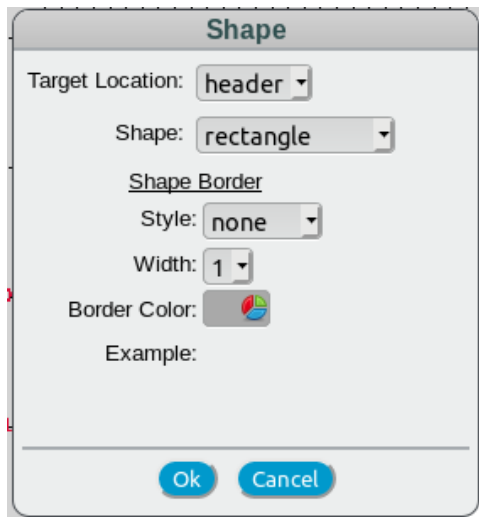 Shape
Target Location: header
Shape: rectangle
Shape Border
Style: none
Width: 1
Border Color:
Example:
Ok Cancel